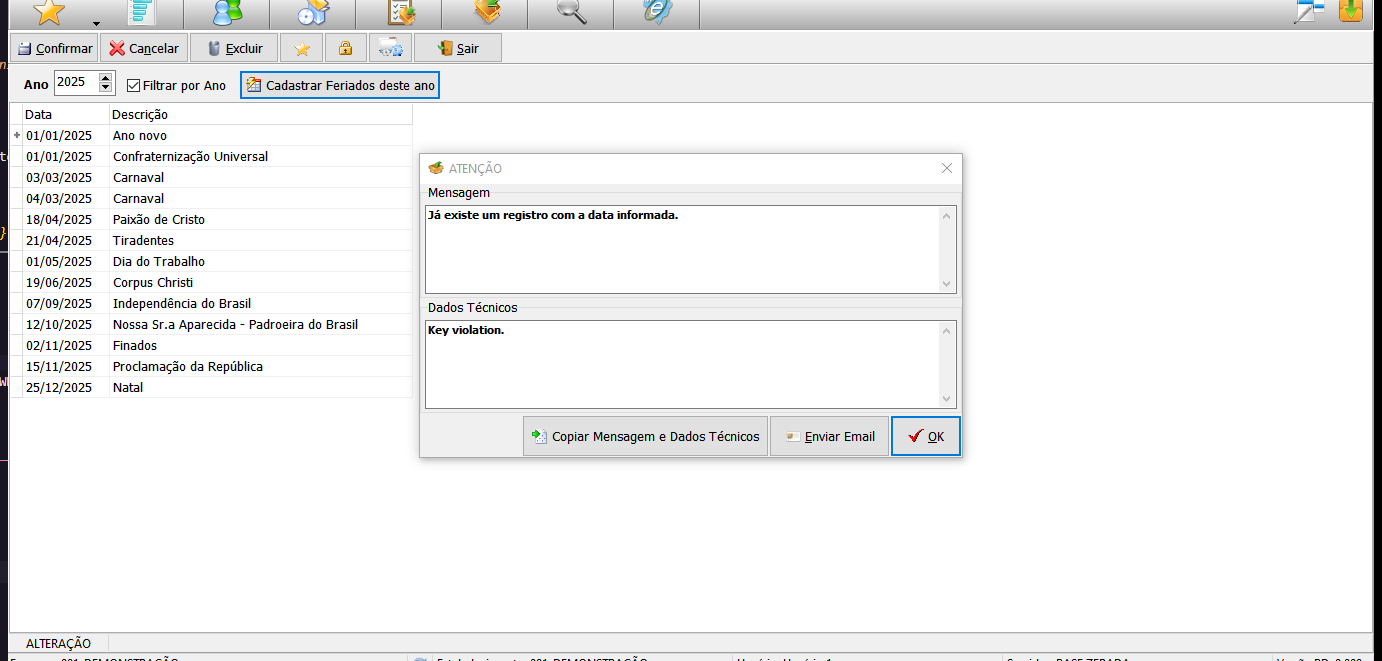 Confirmar Cancelar Excluir Sair
Ano 2025 Filtrar por Ano Cadastrar Feriados deste ano
Data Descrição
+ 01/01/2025 Ano novo
01/01/2025 Confraternização Universal
03/03/2025 Carnaval
04/03/2025 Carnaval
18/04/2025 Paixão de Cristo
21/04/2025 Tiradentes
01/05/2025 Dia do Trabalho
19/06/2025 Corpus Christi
07/09/2025 Independência do Brasil
12/10/2025 Nossa Sr.a Aparecida - Padroeira do Brasil
02/11/2025 Finados
15/11/2025 Proclamação da República
25/12/2025 Natal
ATENÇÃO
Mensagem
Já existe um registro com a data informada.
Dados Técnicos
Key violation.
Copiar Mensagem e Dados Técnicos Enviar Email OK
ALTERAÇÃO